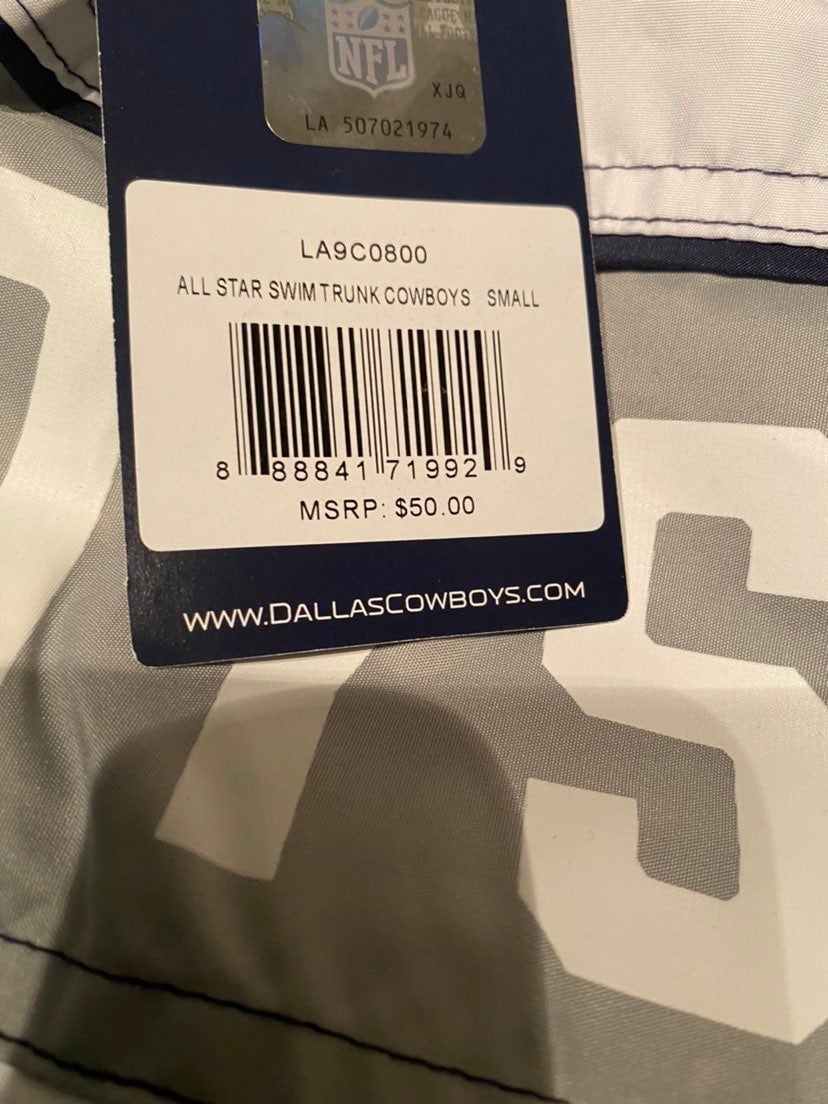 NFL
XJQ
LA 507021974
LA9C0800
ALL STAR SWIM TRUNK COWBOYS SMALL
8 88841 71992 9
MSRP: $50.00
WWW.DALLASCOWBOYS.COM
YS